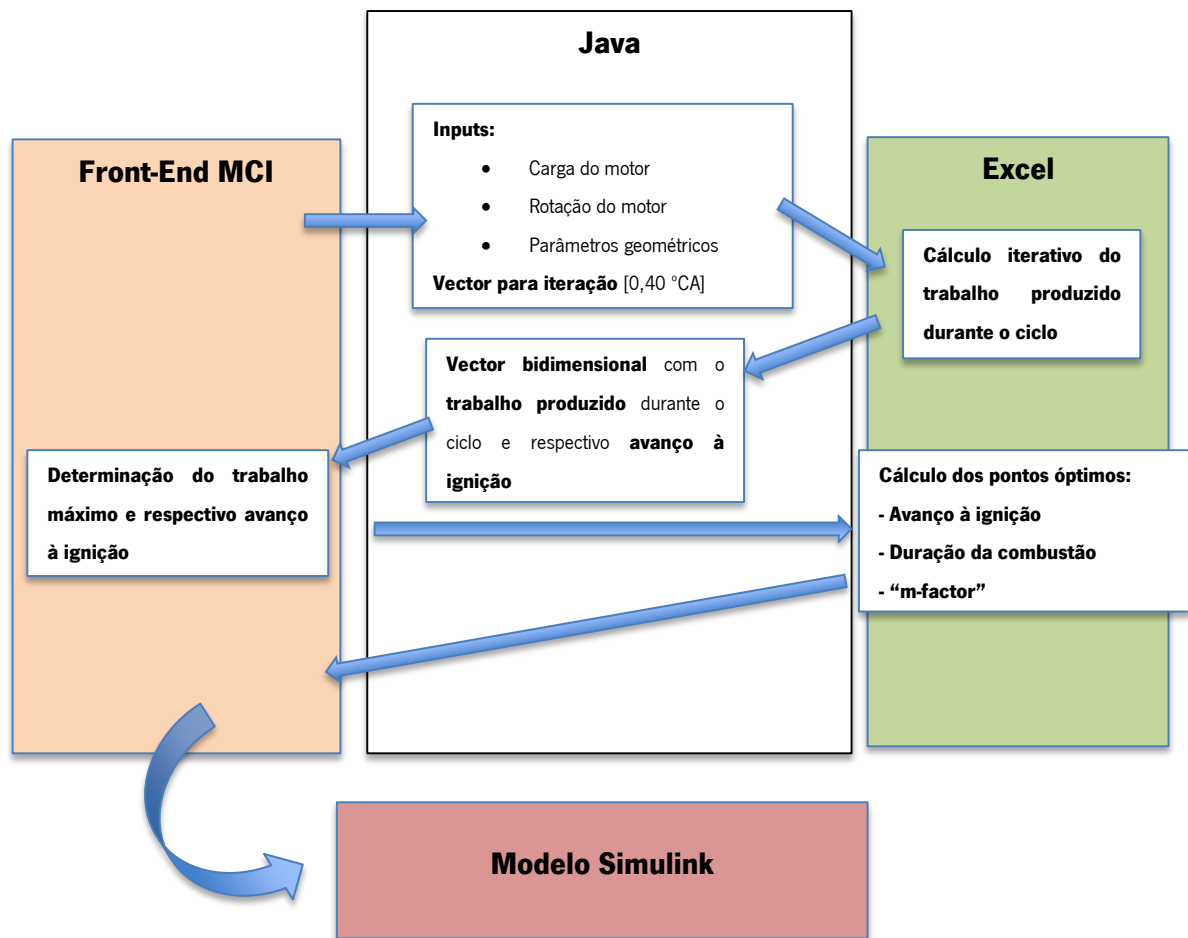 Java
Inputs:
• Carga do motor
• Rotação do motor
• Parâmetros geométricos
Vector para iteração [0,40 °CA]
Front-End MCI
Excel
Cálculo iterativo do
trabalho produzido
durante o ciclo
Vector bidimensional com o
trabalho produzido durante o
ciclo e respectivo avanço à
ignição
Determinação do trabalho
máximo e respectivo avanço
à ignição
Cálculo dos pontos óptimos:
- Avanço à ignição
- Duração da combustão
- “m-factor”
Modelo Simulink